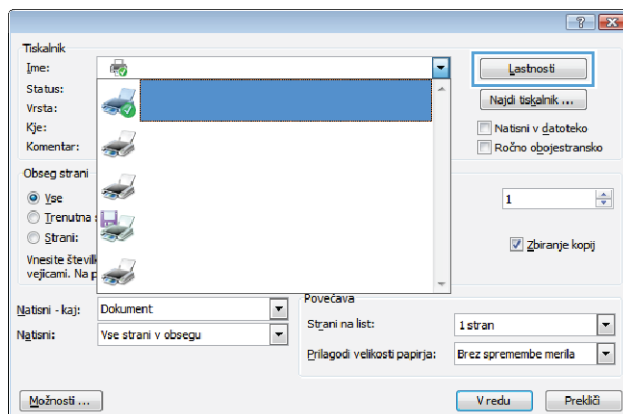 Tiskalnik
Ime:
Lastnosti
Status:
Vrsta:
Najdi tiskalnik ...
Kje:
Natisni v datoteko
Komentar:
Ročno obojestransko
Obseg strani
Vse
1
Trenutna
Strani:
Zbiranje kopij
Vnesite števil
vejicami. Na p
Natisni - kaj: Dokument
Natisni: Vse strani v obsegu
Povečava
Strani na list: 1 stran
Prilagodi velikosti papirja: Brez spremembe merila
Možnosti ...
V redu
Prekliči